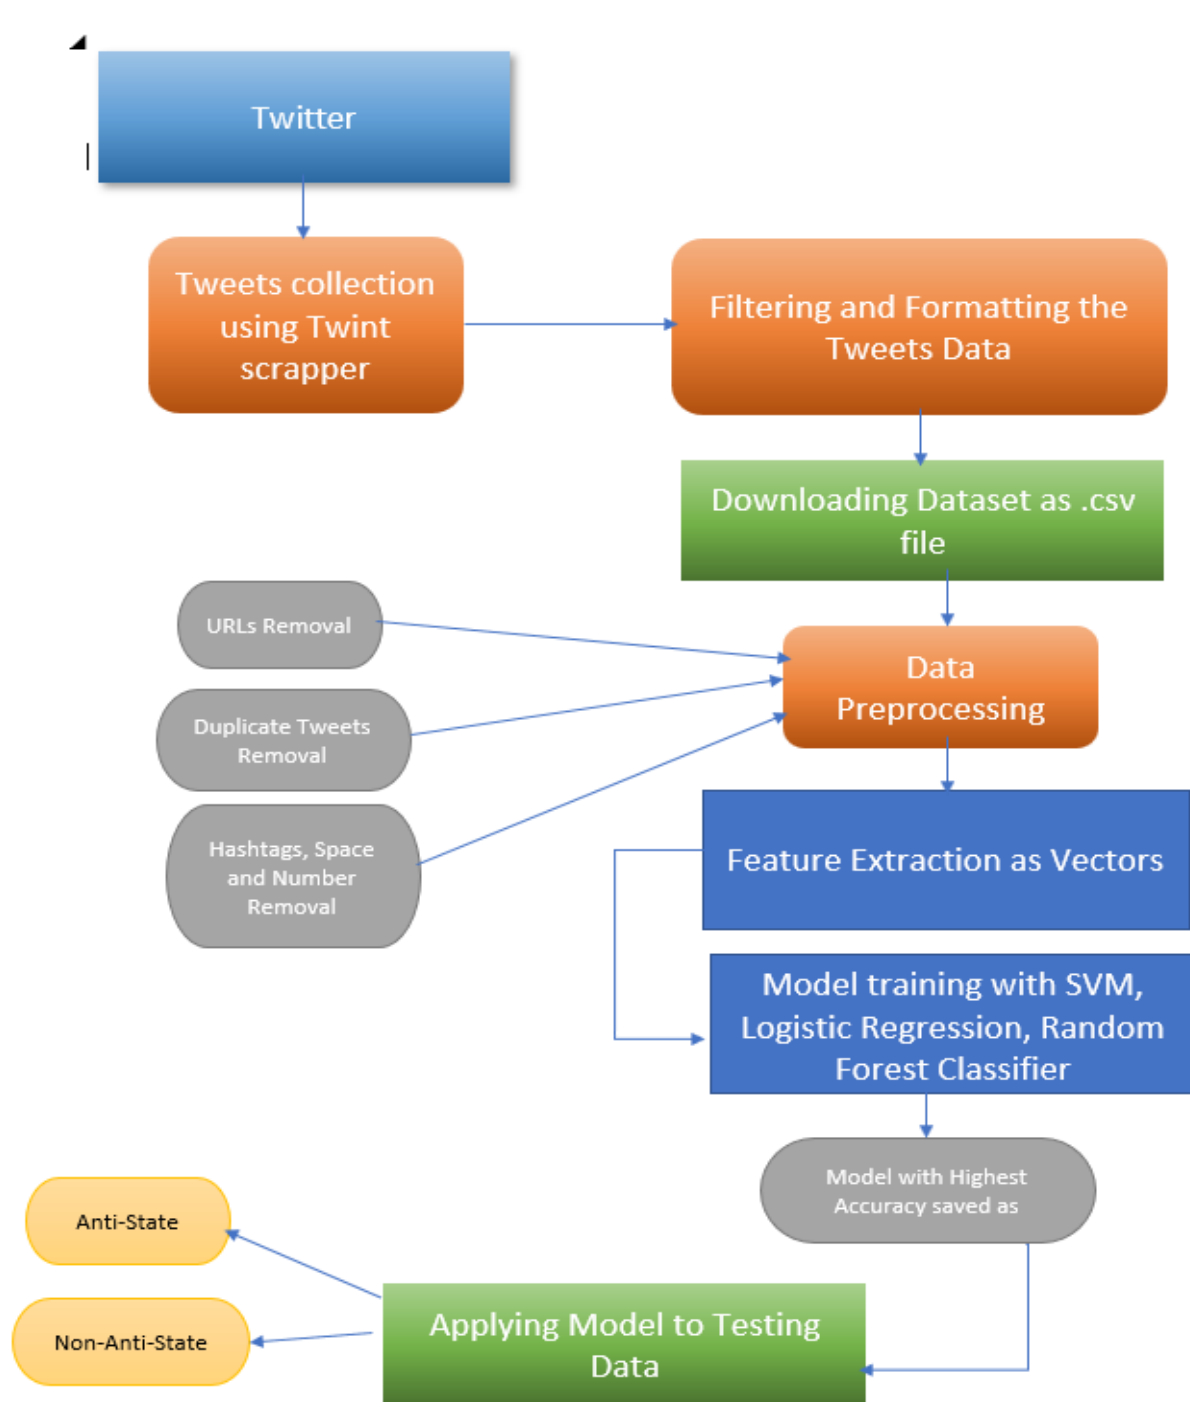 Twitter
Tweets collection
using Twint
scrapper
Filtering and Formatting the
Tweets Data
Downloading Dataset as .csv
file
URLs Removal
Duplicate Tweets
Removal
Hashtags, Space
and Number
Removal
Data
Preprocessing
Feature Extraction as Vectors
Model training with SVM,
Logistic Regression, Random
Forest Classifier
Model with Highest
Accuracy saved as
Anti-State
Non-Anti-State
Applying Model to Testing
Data